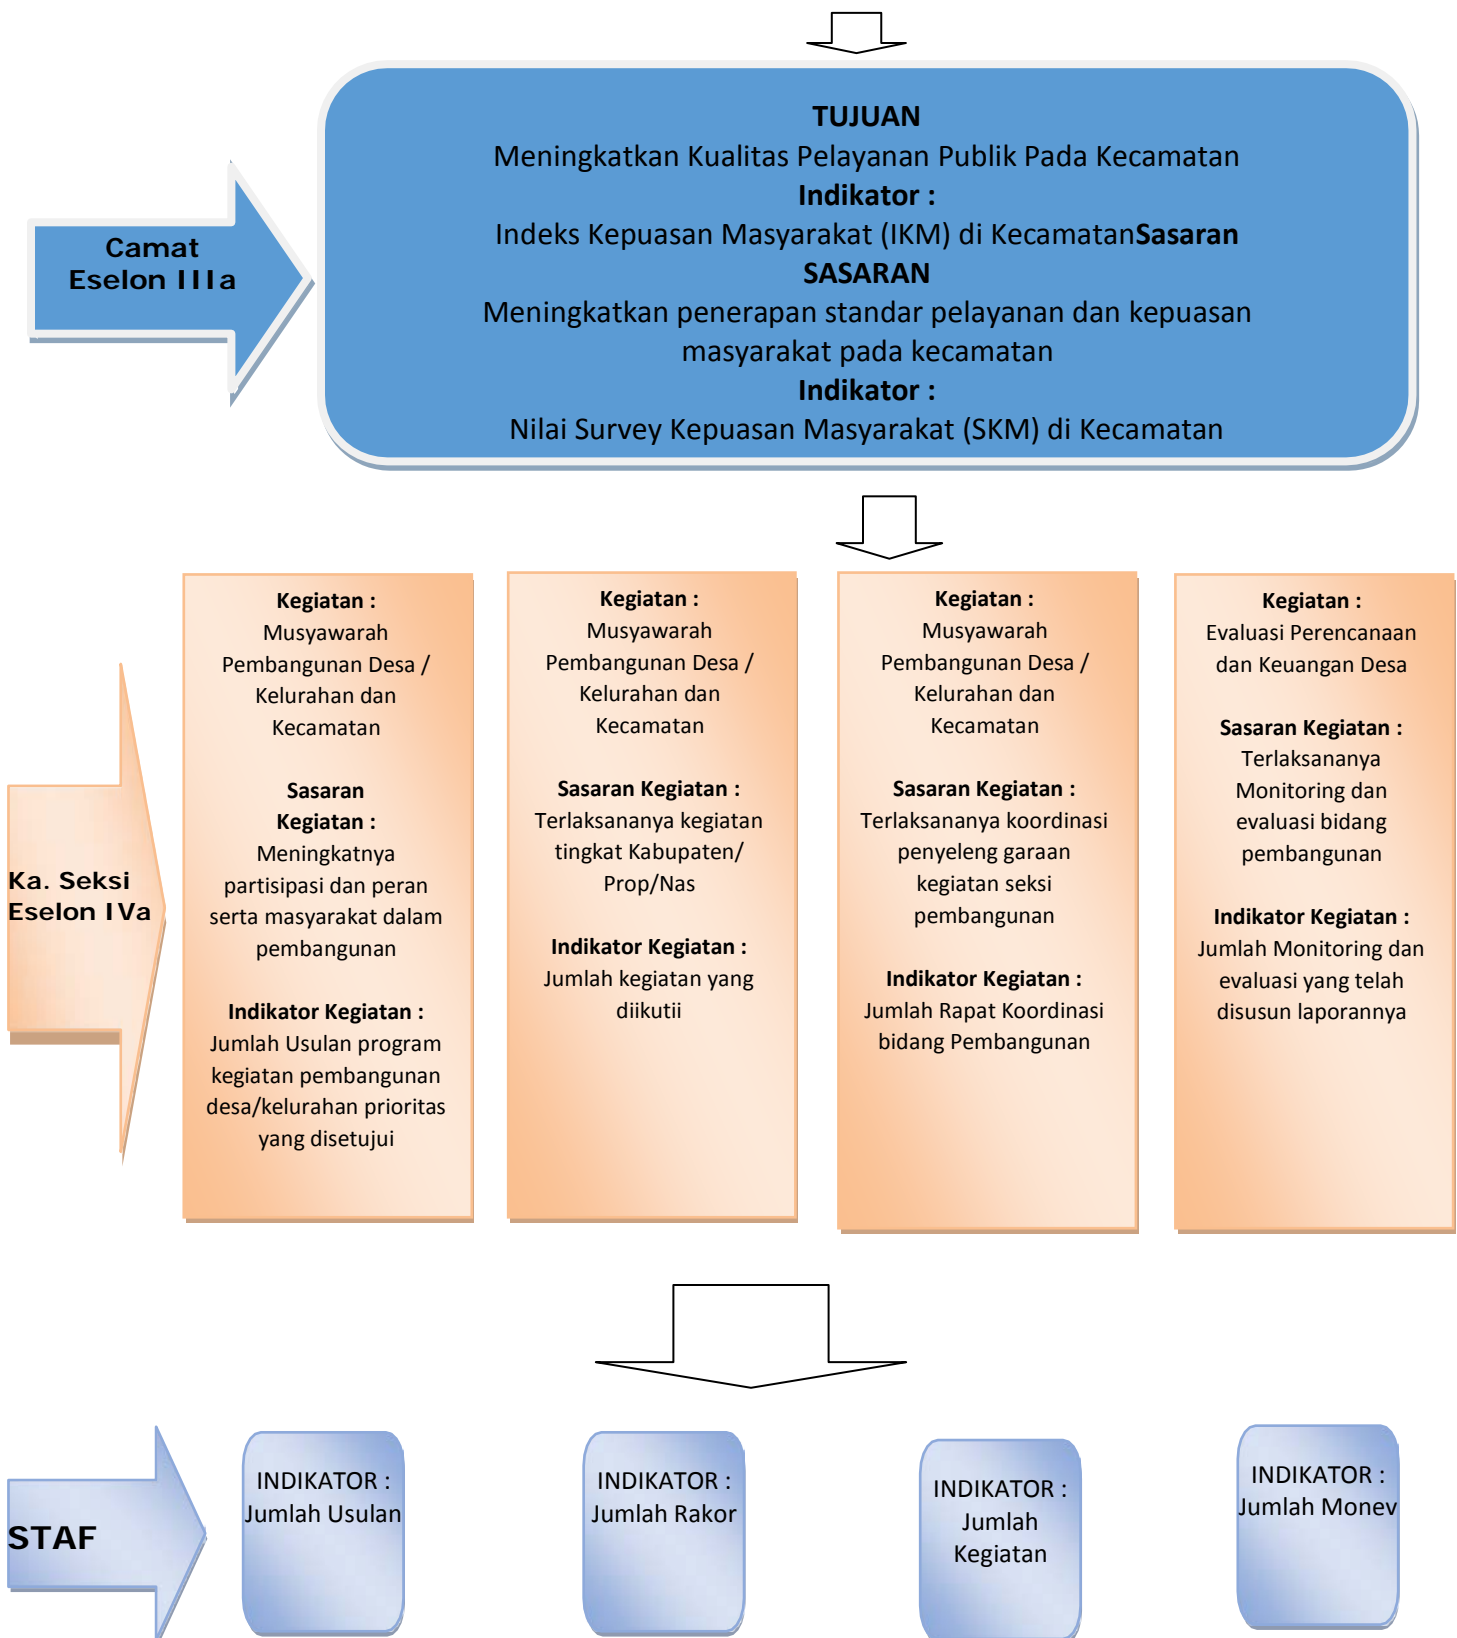 TUJUAN
Meningkatkan Kualitas Pelayanan Publik Pada Kecamatan
Indikator :
Indeks Kepuasan Masyarakat (IKM) di KecamatanSasaran
SASARAN
Meningkatkan penerapan standar pelayanan dan kepuasan
masyarakat pada kecamatan
Indikator :
Nilai Survey Kepuasan Masyarakat (SKM) di Kecamatan
Camat
Eselon IIIa
Ka. Seksi
Eselon IVa
Kegiatan :
Musyawarah
Pembangunan Desa /
Kelurahan dan
Kecamatan
Sasaran
Kegiatan :
Meningkatnya
partisipasi dan peran
serta masyarakat dalam
pembangunan
Indikator Kegiatan :
Jumlah Usulan program
kegiatan pembangunan
desa/kelurahan prioritas
yang disetujui
Kegiatan :
Musyawarah
Pembangunan Desa /
Kelurahan dan
Kecamatan
Sasaran Kegiatan :
Terlaksananya kegiatan
tingkat Kabupaten/
Prop/Nas
Indikator Kegiatan :
Jumlah kegiatan yang
diikutii
Kegiatan :
Musyawarah
Pembangunan Desa /
Kelurahan dan
Kecamatan
Sasaran Kegiatan :
Terlaksananya koordinasi
penyeleng garaan
kegiatan seksi
pembangunan
Indikator Kegiatan :
Jumlah Rapat Koordinasi
bidang Pembangunan
Kegiatan :
Evaluasi Perencanaan
dan Keuangan Desa
Sasaran Kegiatan :
Terlaksananya
Monitoring dan
evaluasi bidang
pembangunan
Indikator Kegiatan :
Jumlah Monitoring dan
evaluasi yang telah
disusun laporannya
STAF
INDIKATOR :
Jumlah Usulan
INDIKATOR :
Jumlah Rakor
INDIKATOR :
Jumlah
Kegiatan
INDIKATOR :
Jumlah Monev